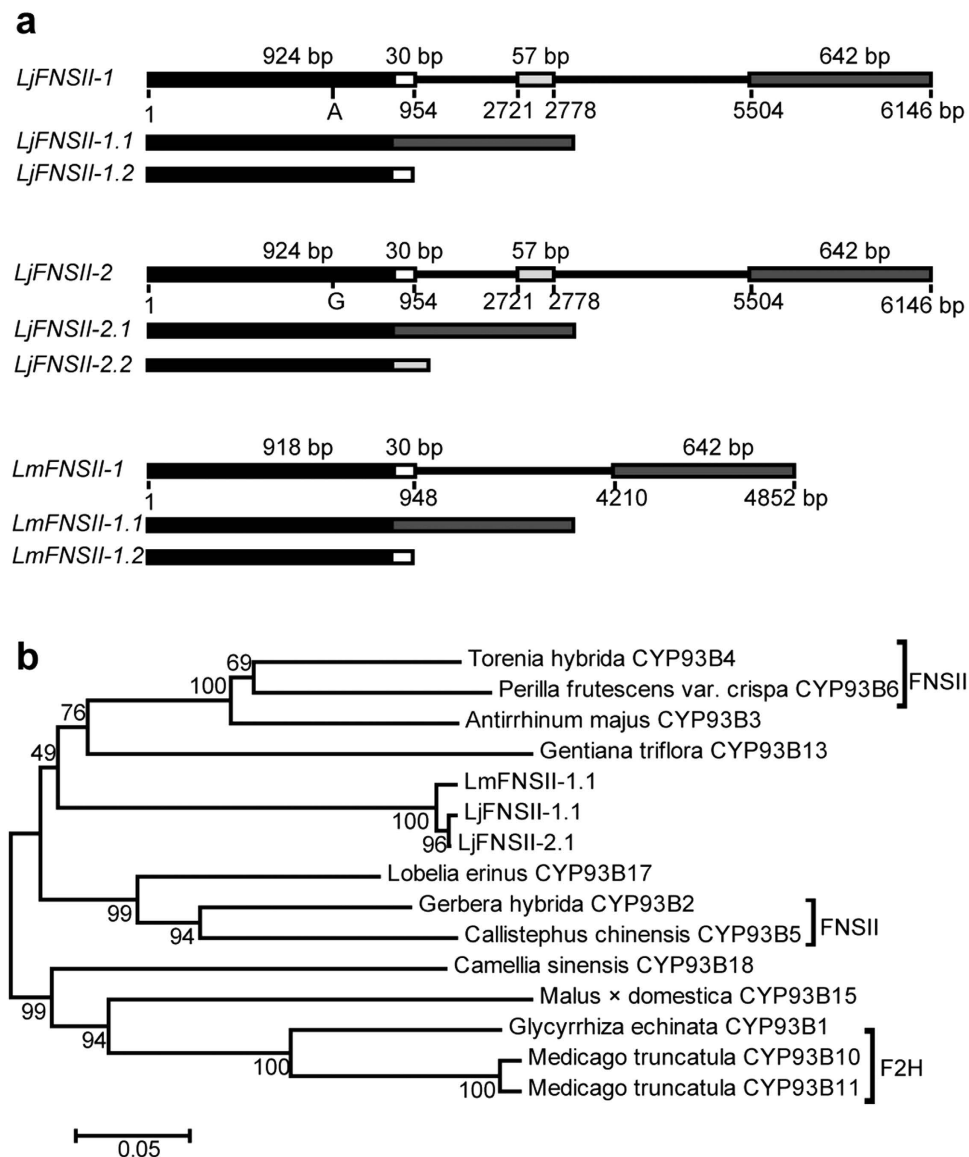 a
924 bp 30 bp 57 bp 642 bp
LjFNSII-1
1 A 954 2721 2778 5504 6146 bp
LjFNSII-1.1
LjFNSII-1.2
924 bp 30 bp 57 bp 642 bp
LjFNSII-2
1 G 954 2721 2778 5504 6146 bp
LjFNSII-2.1
LjFNSII-2.2
918 bp 30 bp 642 bp
LmFNSII-1
1 948 4210 4852 bp
LmFNSII-1.1
LmFNSII-1.2
b
69 Torenia hybrida CYP93B4
100 Perilla frutescens var. crispa CYP93B6 FNSII
76 Antirrhinum majus CYP93B3
49 Gentiana triflora CYP93B13
LmFNSII-1.1
100 LjFNSII-1.1
96 LjFNSII-2.1
Lobelia erinus CYP93B17
99 Gerbera hybrida CYP93B2 FNSII
94 Callistephus chinensis CYP93B5
Camellia sinensis CYP93B18
99 Malus × domestica CYP93B15
94 Glycyrrhiza echinata CYP93B1
100 Medicago truncatula CYP93B10 F2H
100 Medicago truncatula CYP93B11
0.05